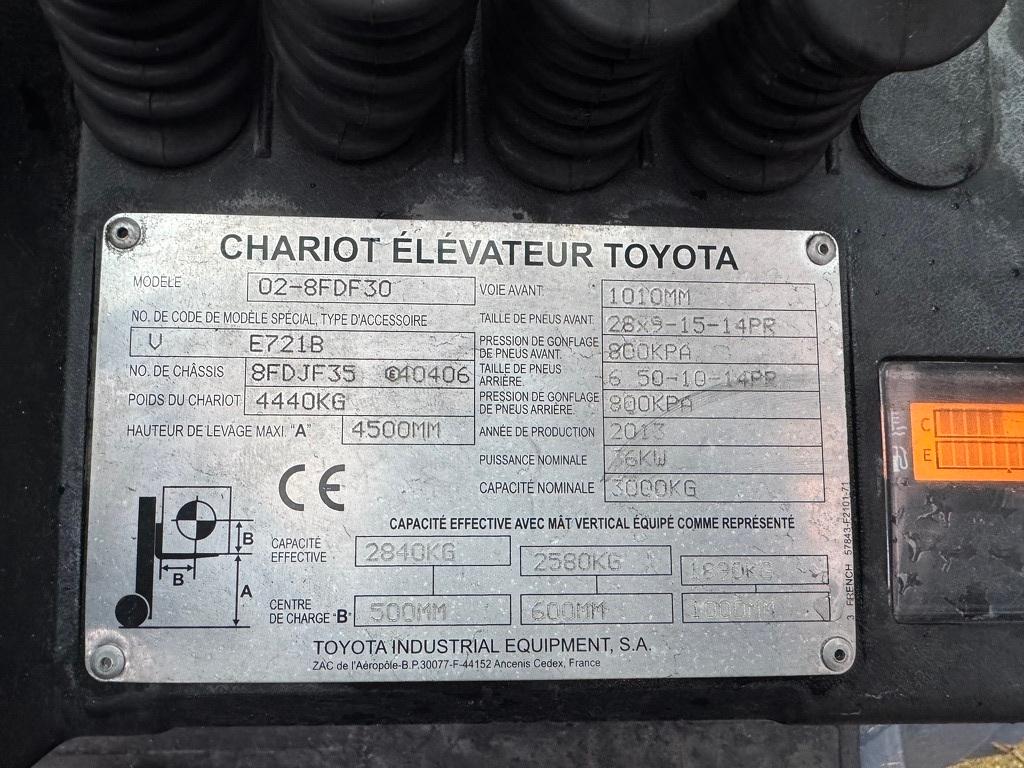 CHARIOT ÉLÉVATEUR TOYOTA
MODÈLE 02-8FDF30
NO. DE CODE DE MODÈLE SPÉCIAL, TYPE D'ACCESSOIRE
V E721B
NO. DE CHÂSSIS 8FDJF35 40406
POIDS DU CHARIOT 4440KG
HAUTEUR DE LEVAGE MAXI. "A" 4500MM
VOIE AVANT. 1010MM
TAILLE DE PNEUS AVANT. 28x9-15-14PR
PRESSION DE GONFLAGE
DE PNEUS AVANT. 800KPA
TAILLE DE PNEUS
ARRIÈRE. 6 50-10-14PR
PRESSION DE GONFLAGE
DE PNEUS ARRIÈRE. 800KPA
ANNÉE DE PRODUCTION 2013
PUISSANCE NOMINALE 36KW
CAPACITÉ NOMINALE 3000KG
CE
CAPACITÉ EFFECTIVE AVEC MÂT VERTICAL ÉQUIPÉ COMME REPRÉSENTÉ
CAPACITÉ
EFFECTIVE 2840KG 2580KG 1890KG
CENTRE
DE CHARGE "B" 500MM 600MM 1000MM
B
B
A
TOYOTA INDUSTRIAL EQUIPMENT, S.A.
ZAC de l'Aéropôle-B.P.30077-F-44152 Ancenis Cedex, France
3 FRENCH 57843-F2101-71
C
E